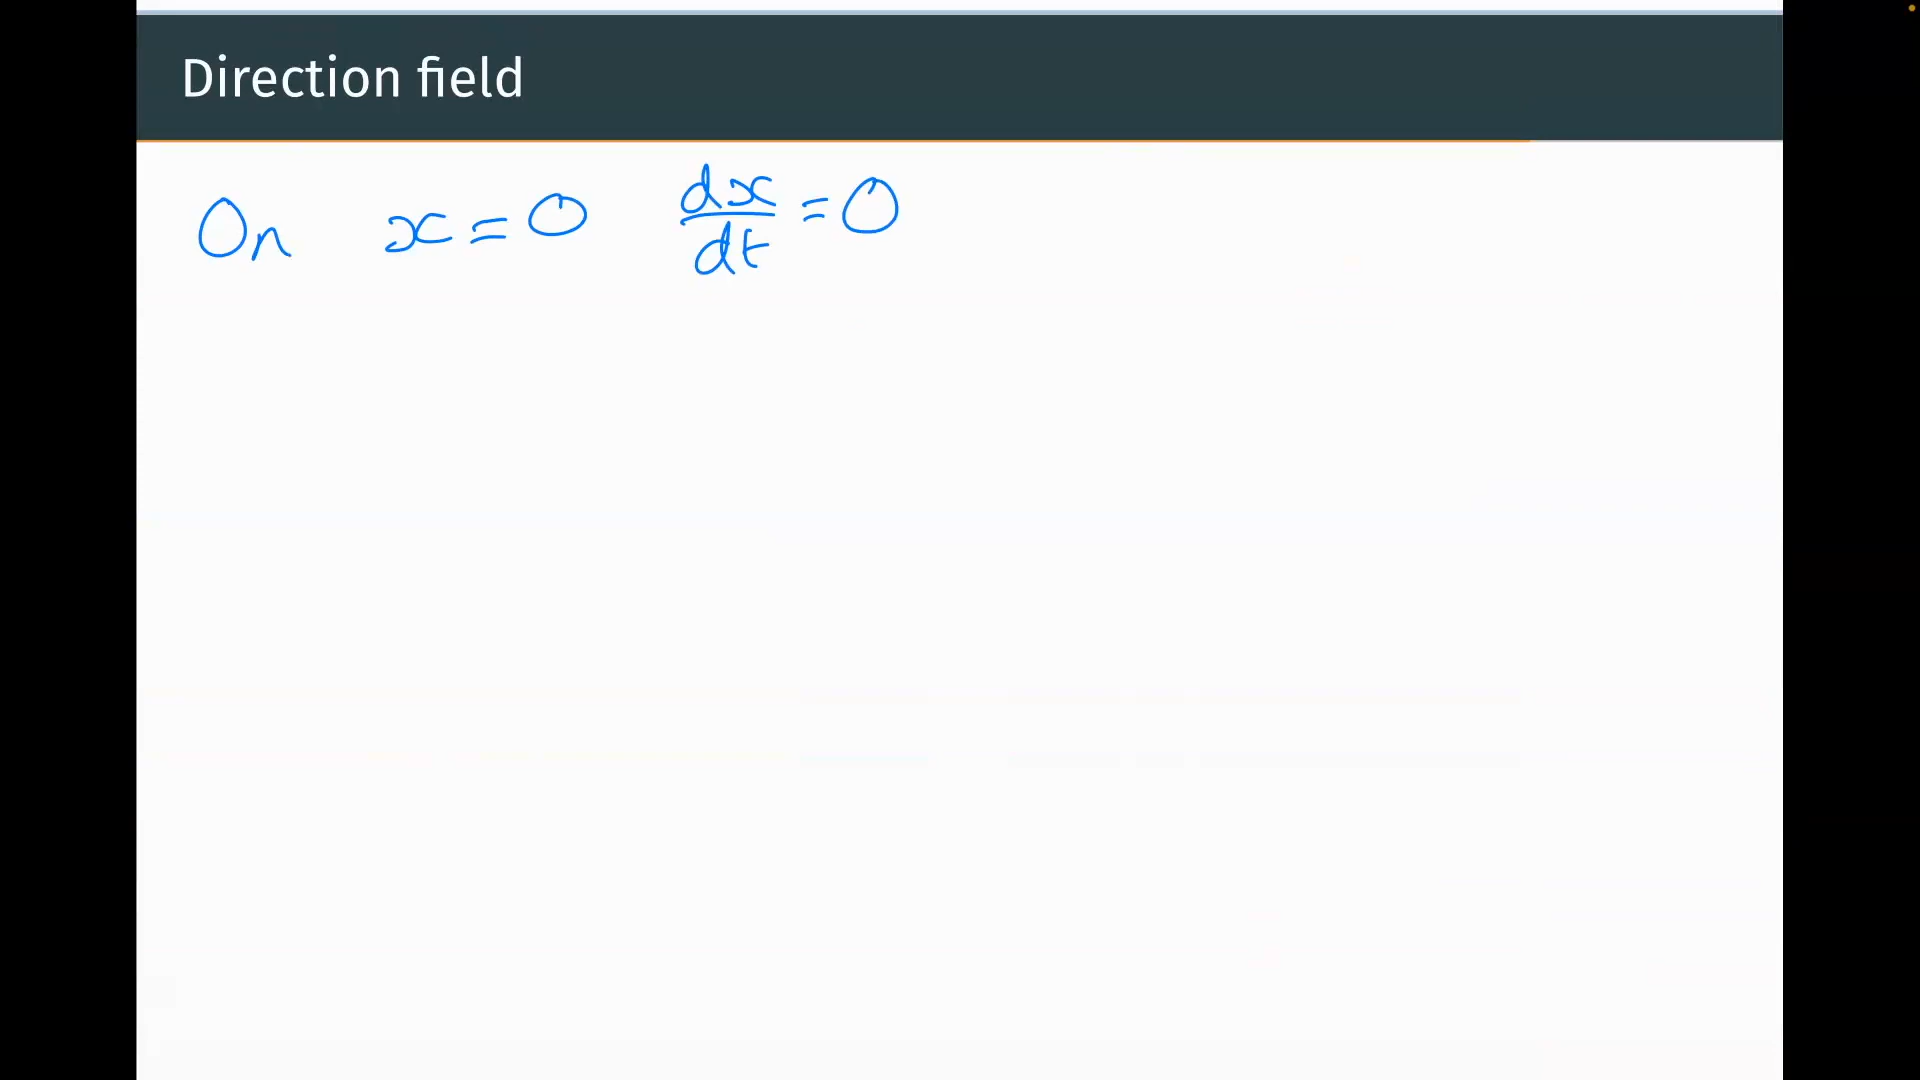 Direction field
On x = 0 dx/dt = 0